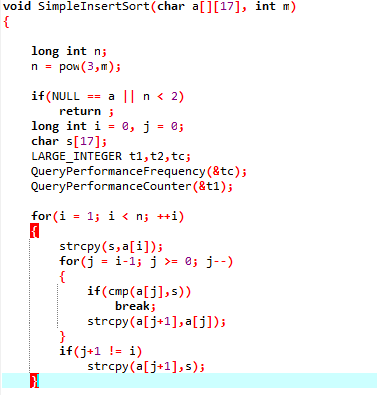 void SimpleInsertSort(char a[][17], int m)
{
long int n;
n = pow(3,m);
if(NULL == a || n < 2)
return ;
long int i = 0, j = 0;
char s[17];
LARGE_INTEGER t1,t2,tc;
QueryPerformanceFrequency(&tc);
QueryPerformanceCounter(&t1);
for(i = 1; i < n; ++i)
{
strcpy(s,a[i]);
for(j = i-1; j >= 0; j--)
{
if(cmp(a[j],s))
break;
strcpy(a[j+1],a[j]);
}
if(j+1 != i)
strcpy(a[j+1],s);
}